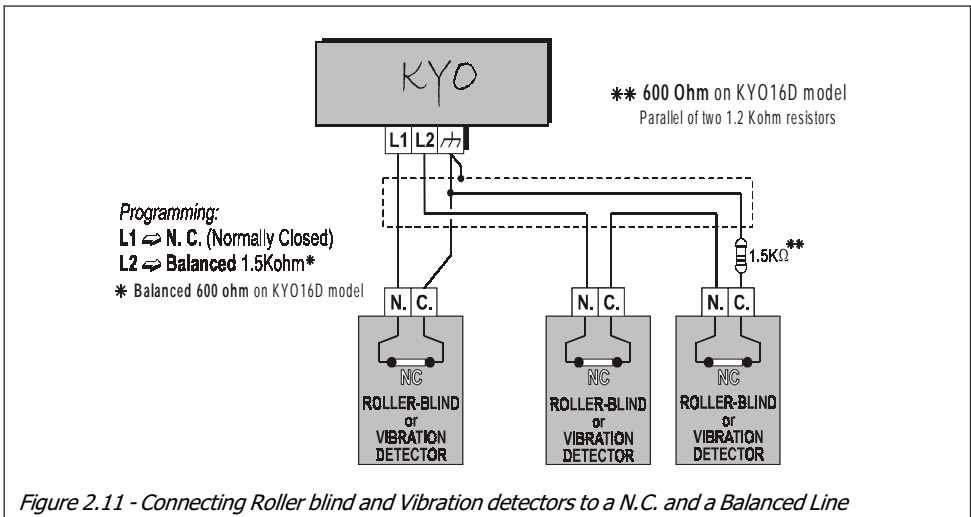 KYO
** 600 Ohm on KYO16D model
Parallel of two 1.2 Kohm resistors
L1 L2
Programming:
L1 ⇨ N. C. (Normally Closed)
L2 ⇨ Balanced 1.5Kohm*
* Balanced 600 ohm on KYO16D model
1.5KΩ**
N. C.
N. C.
N. C.
NC
ROLLER-BLIND
or
VIBRATION
DETECTOR
NC
ROLLER-BLIND
or
VIBRATION
DETECTOR
NC
ROLLER-BLIND
or
VIBRATION
DETECTOR
Figure 2.11 - Connecting Roller blind and Vibration detectors to a N.C. and a Balanced Line